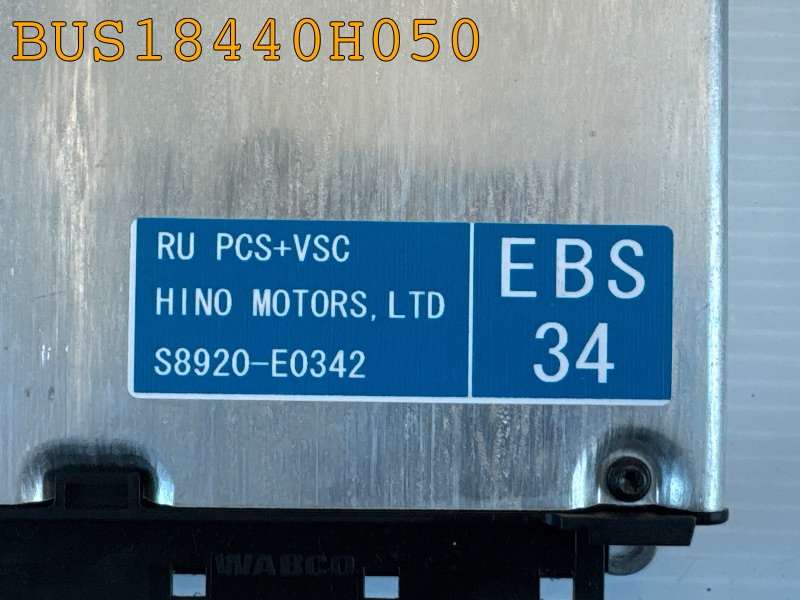 BUS18440H050
RU PCS+VSC
HINO MOTORS,LTD
S8920-E0342
EBS
34
WABCO